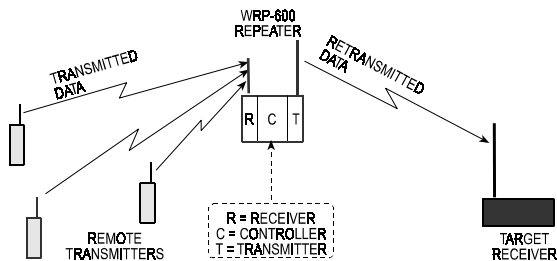 WRP-600
REPEATER
TRANSMITTED
DATA
RETRANSMITTED
DATA
R C T
R = RECEIVER
C = CONTROLLER
T = TRANSMITTER
REMOTE
TRANSMITTERS
TARGET
RECEIVER